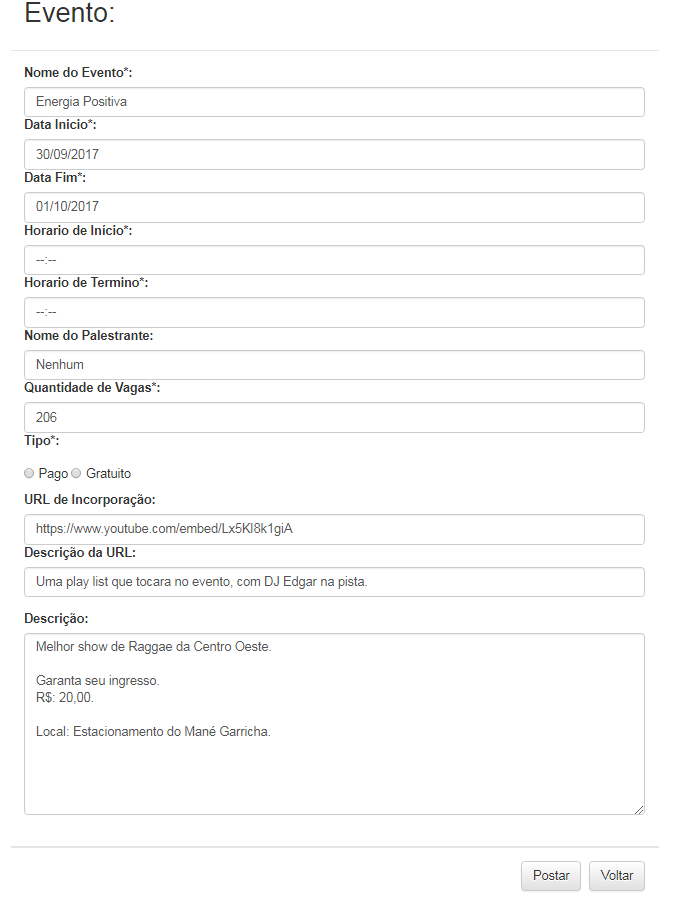 Evento:
Nome do Evento*:
Energia Positiva
Data Inicio*:
30/09/2017
Data Fim*:
01/10/2017
Horario de Início*:
--:--
Horario de Termino*:
--:--
Nome do Palestrante:
Nenhum
Quantidade de Vagas*:
206
Tipo*:
Pago Gratuito
URL de Incorporação:
https://www.youtube.com/embed/Lx5Kl8k1giA
Descrição da URL:
Uma play list que tocara no evento, com DJ Edgar na pista.
Descrição:
Melhor show de Raggae da Centro Oeste.
Garanta seu ingresso.
R$: 20,00.
Local: Estacionamento do Mané Garricha.
Postar Voltar